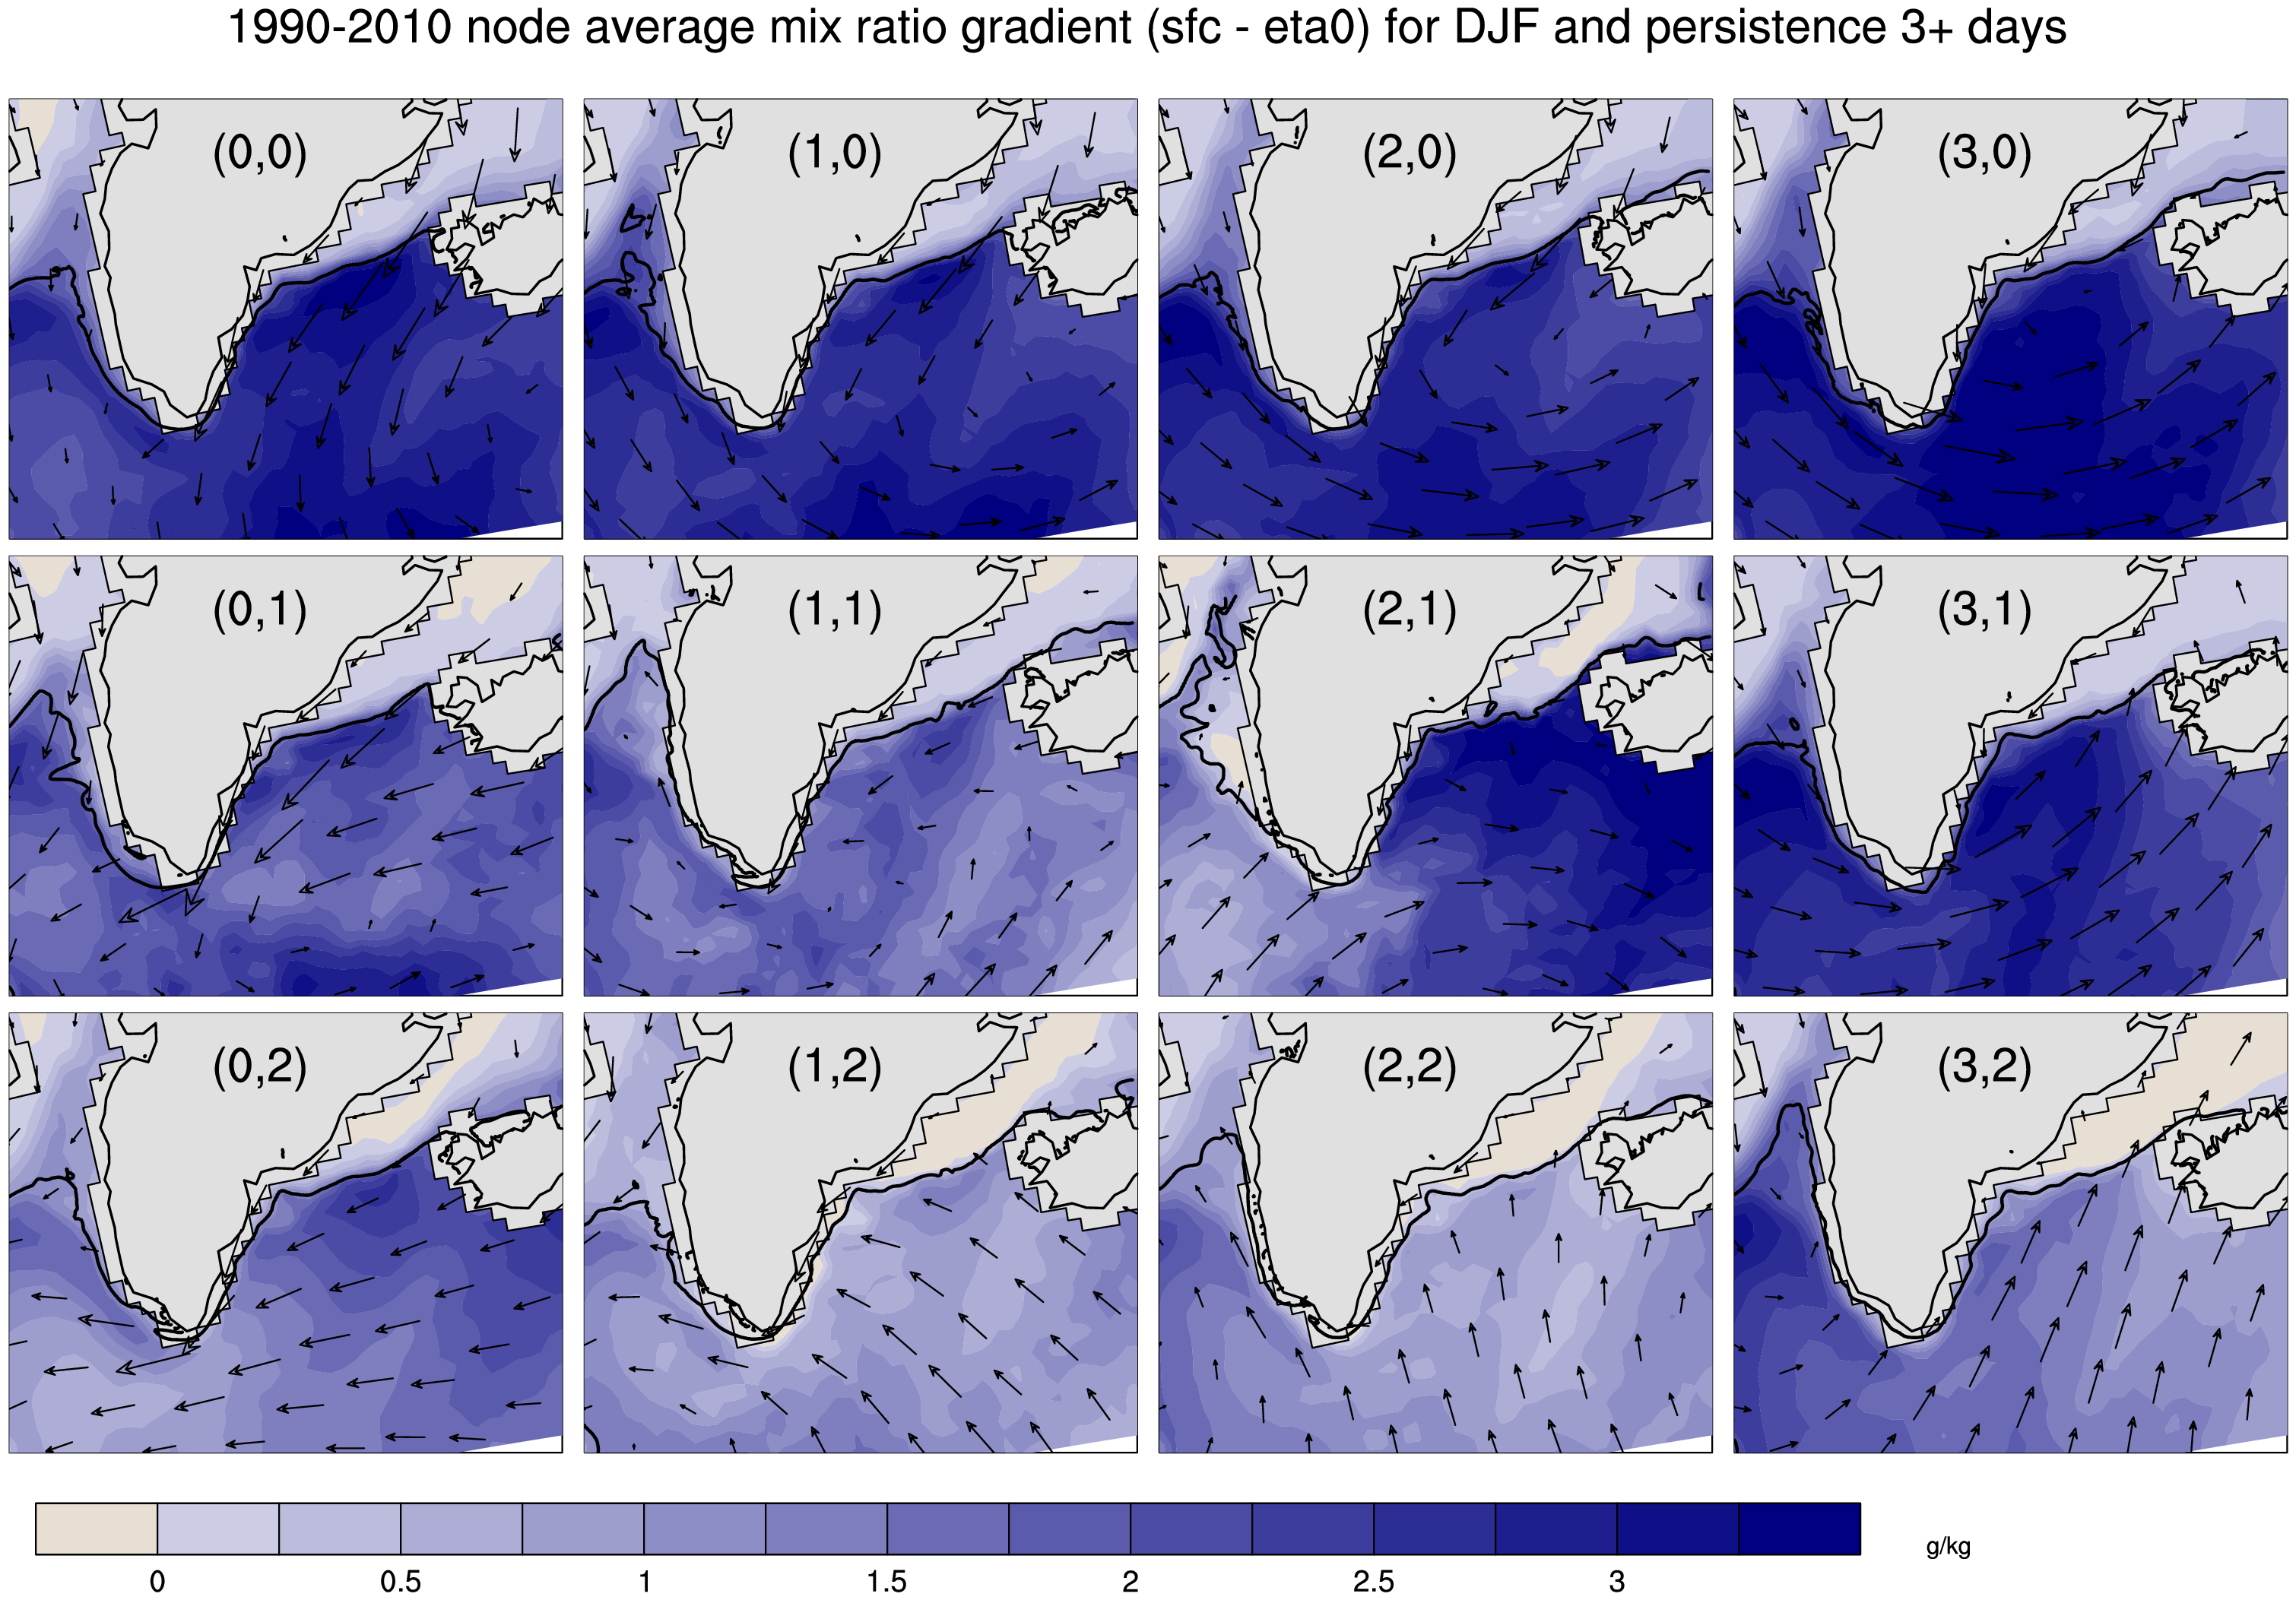 1990-2010 node average mix ratio gradient (sfc - eta0) for DJF and persistence 3+ days
(0,0) (1,0) (2,0) (3,0)
(0,1) (1,1) (2,1) (3,1)
(0,2) (1,2) (2,2) (3,2)
g/kg
0 0.5 1 1.5 2 2.5 3